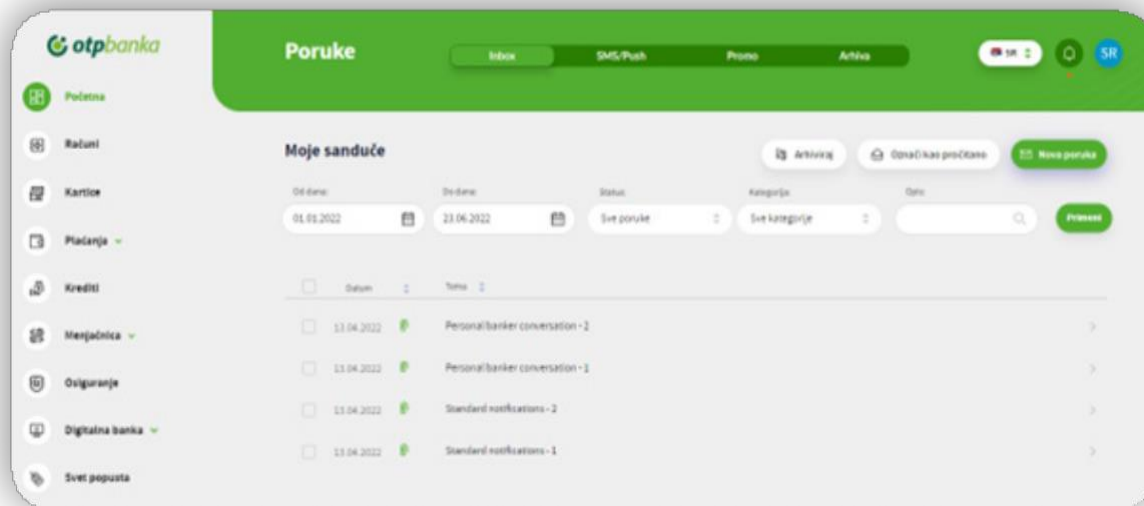 otpbanka
Poruke
Inbox SMS/Push Promo Arhiva
SR
SR
Početna
Računi
Kartice
Plaćanja
Krediti
Menjačnica
Osiguranje
Digitalna banka
Svet popusta
Moje sanduče
Arhiviraj Označi kao pročitano Nova poruka
Od dana: Do dana: Status: Kategorija: Opis:
01.01.2022 23.06.2022 Sve poruke Sve kategorije Primeni
Datum Tema
13.04.2022 Personal banker conversation - 2
13.04.2022 Personal banker conversation - 1
13.04.2022 Standard notifications - 2
13.04.2022 Standard notifications - 1